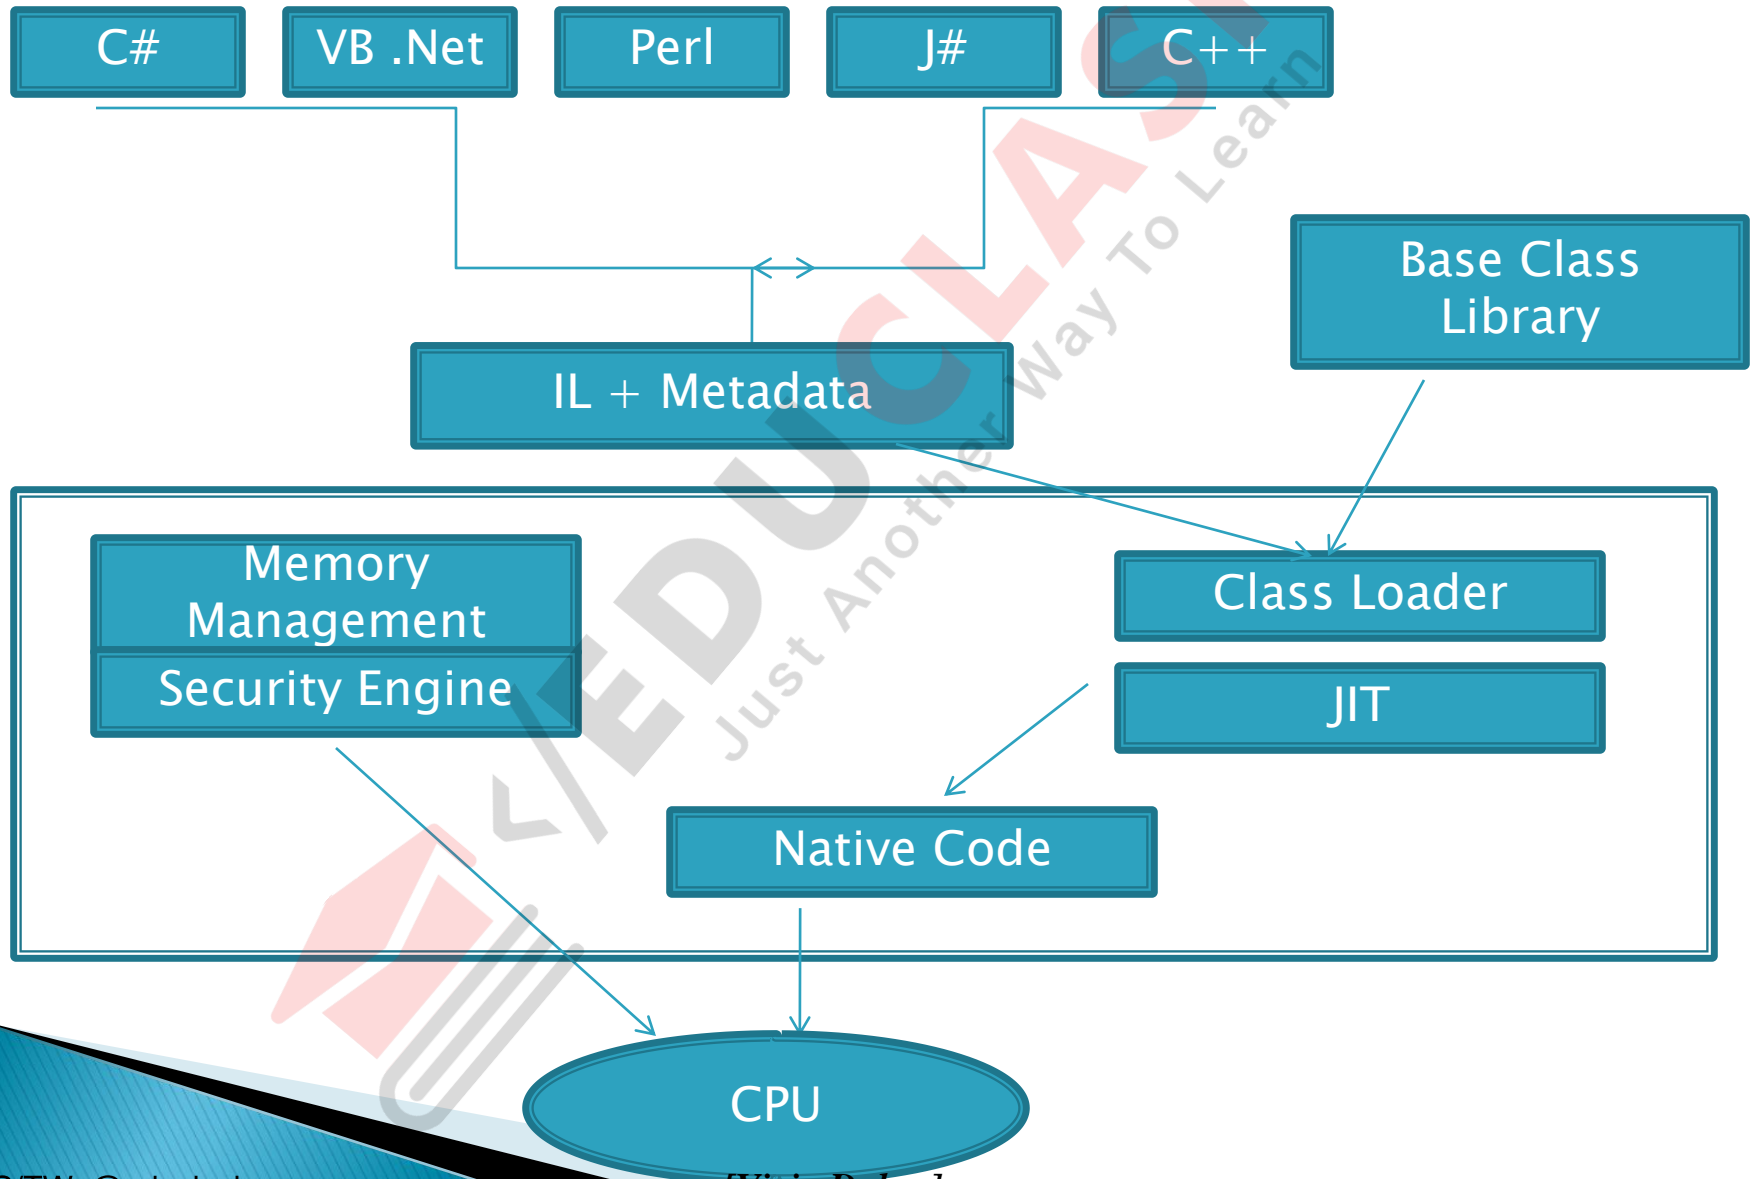 C#
VB .Net
Perl
J#
C++
Base Class
Library
IL + Metadata
Memory
Management
Security Engine
Class Loader
JIT
Native Code
CPU
</EDUCLAS
Just Another Way To Learn